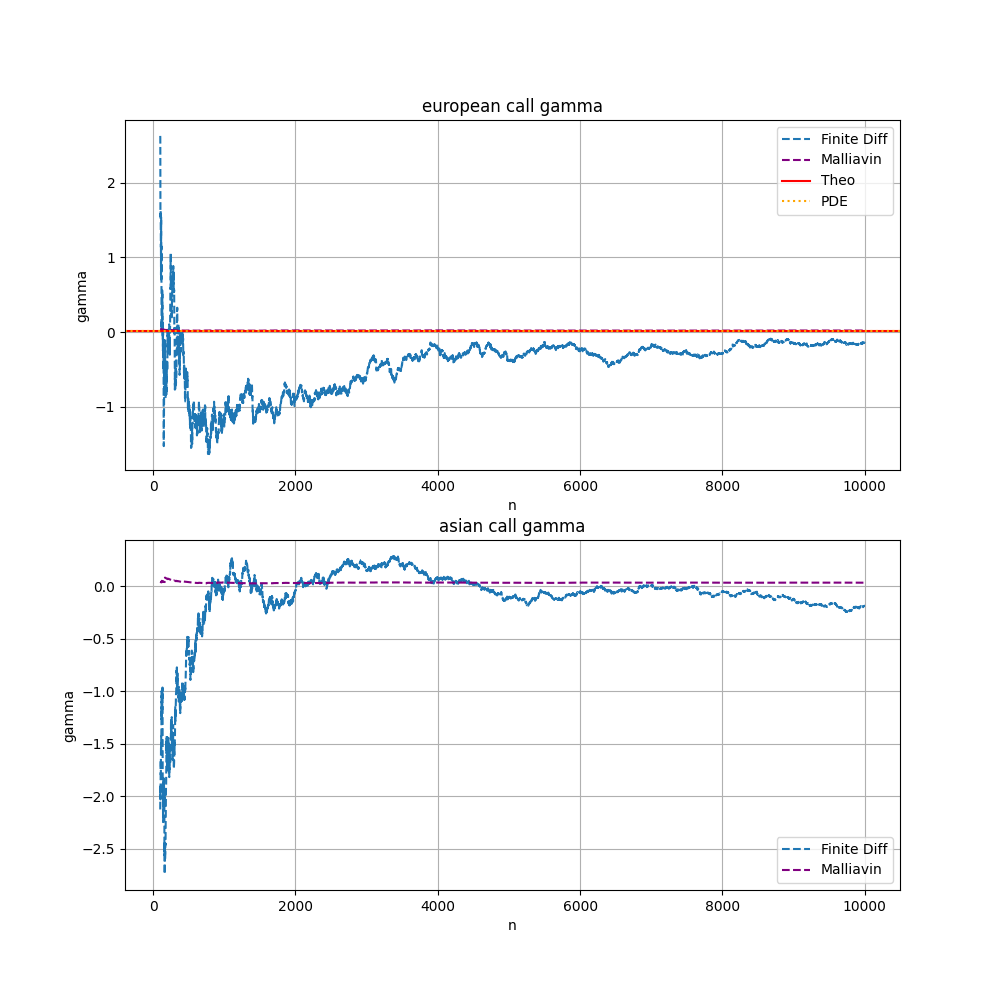 european call gamma
Finite Diff
Malliavin
Theo
PDE
2
1
0
−1
gamma
0
2000
4000
6000
8000
10000
n
asian call gamma
0.0
−0.5
−1.0
−1.5
−2.0
−2.5
gamma
Finite Diff
Malliavin
0
2000
4000
6000
8000
10000
n